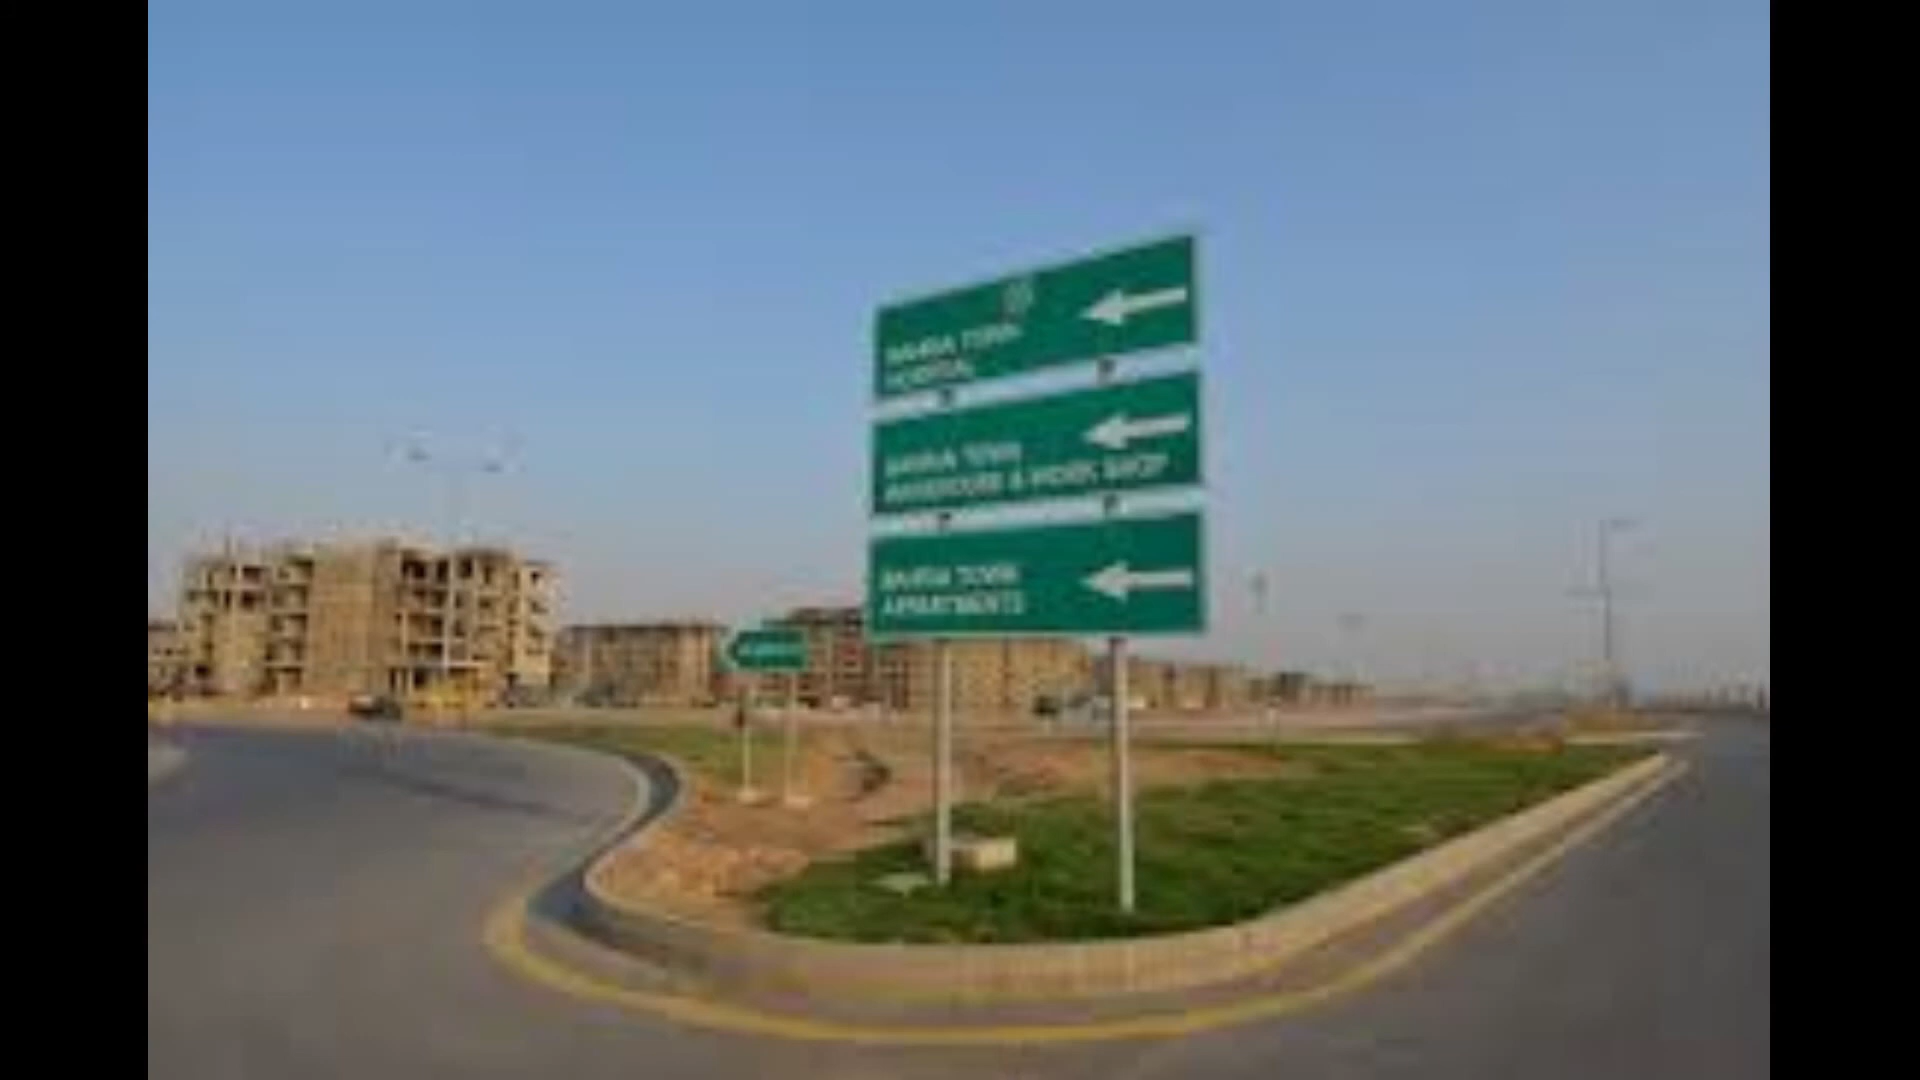 BAHRIA TOWN
HOSPITAL
BAHRIA TOWN
WAREHOUSE & WORK SHOP
BAHRIA TOWN
APARTMENTS